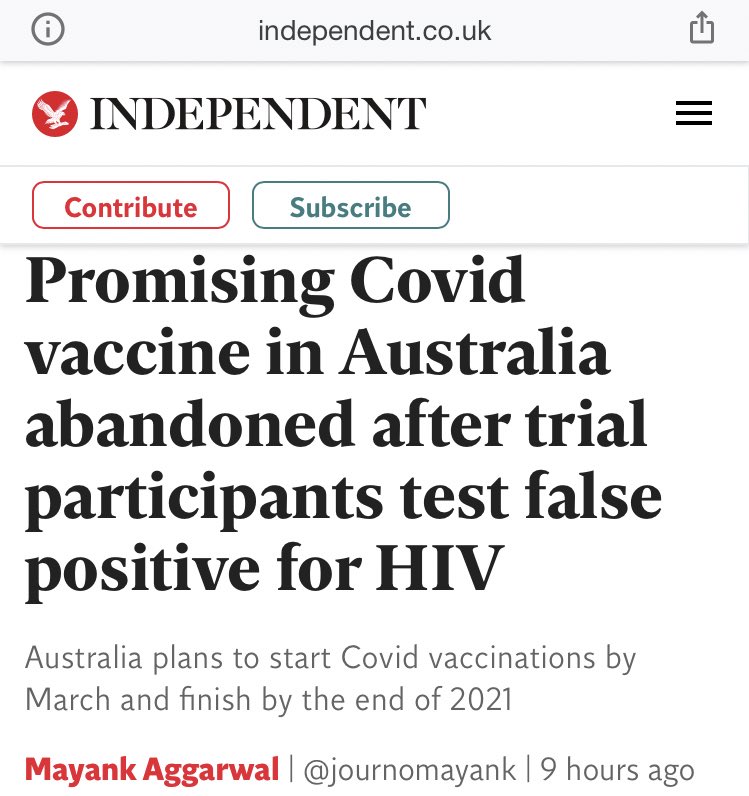 independent.co.uk
INDEPENDENT
Contribute Subscribe
Promising Covid
vaccine in Australia
abandoned after trial
participants test false
positive for HIV
Australia plans to start Covid vaccinations by
March and finish by the end of 2021
Mayank Aggarwal | @journomayank | 9 hours ago